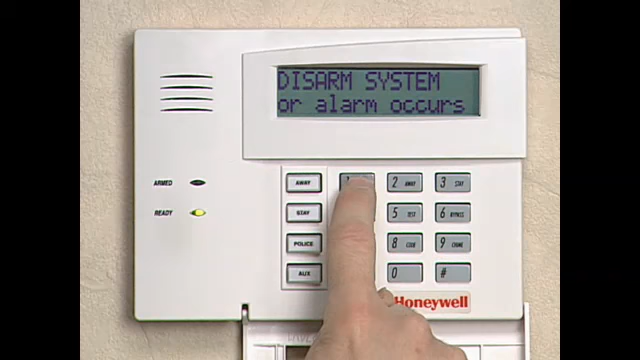 DISARM SYSTEM
or alarm occurs
ARMED
READY
AWAY
STAY
POLICE
AUX
1
2 AWAY
3 STAY
5 TEST
6 BYPASS
8 CODE
9 CHIME
0
#
Honeywell